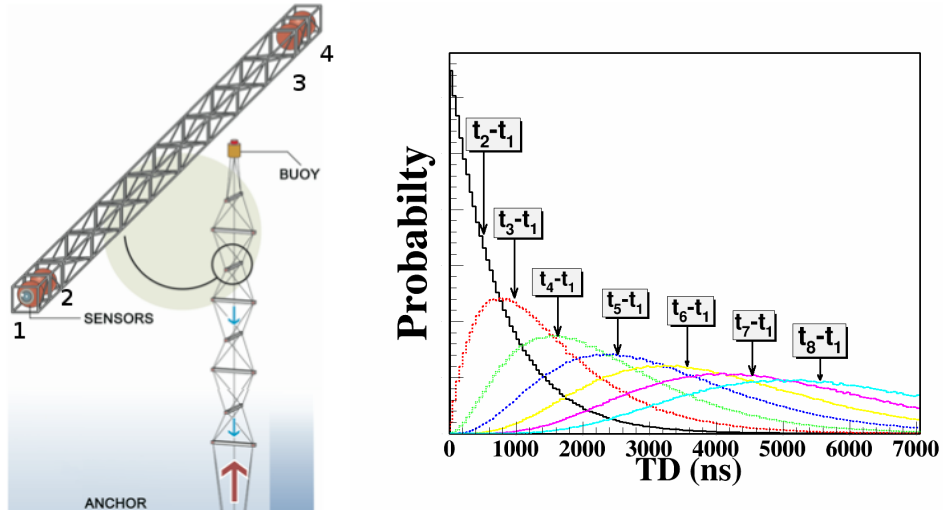 4
3
BUOY
2
1
SENSORS
ANCHOR
Probabilty
t2-t1
t3-t1
t4-t1
t5-t1
t6-t1
t7-t1
t8-t1
0 1000 2000 3000 4000 5000 6000 7000
TD (ns)